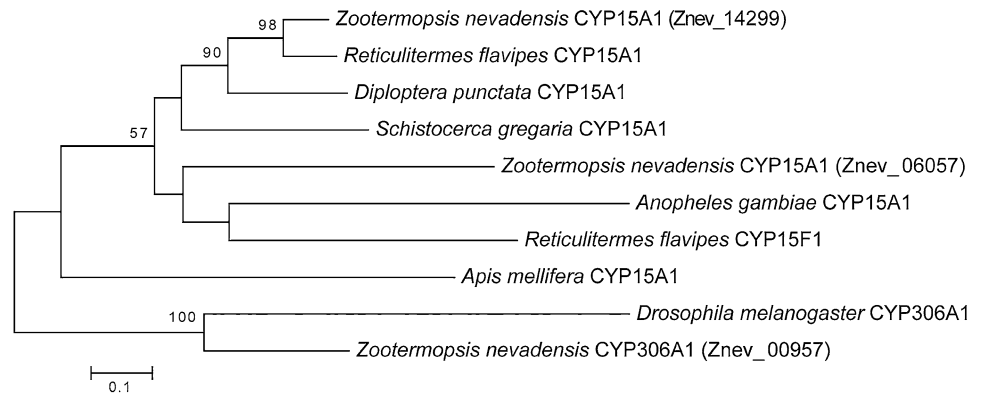 98 Zootermopsis nevadensis CYP15A1 (Znev_14299)
90 Reticulitermes flavipes CYP15A1
Diploptera punctata CYP15A1
57 Schistocerca gregaria CYP15A1
Zootermopsis nevadensis CYP15A1 (Znev_06057)
Anopheles gambiae CYP15A1
Reticulitermes flavipes CYP15F1
Apis mellifera CYP15A1
100 Drosophila melanogaster CYP306A1
Zootermopsis nevadensis CYP306A1 (Znev_00957)
0.1